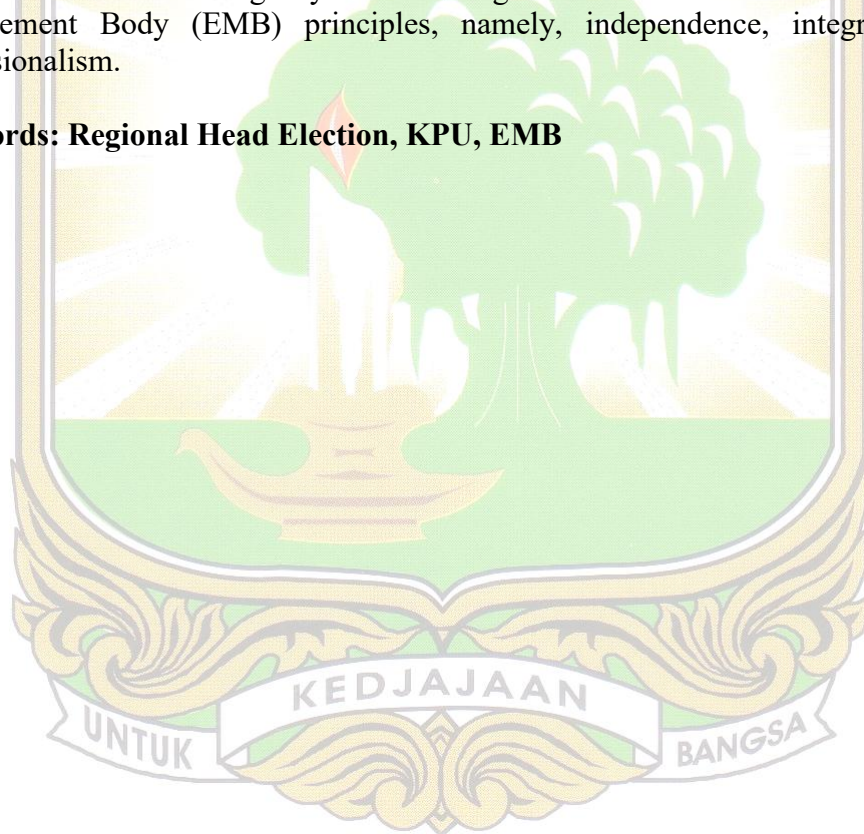 ement Body (EMB) principles, namely, independence, integr
sionalism.
ords: Regional Head Election, KPU, EMB
UNTUK KEDJAJAAN BANGSA